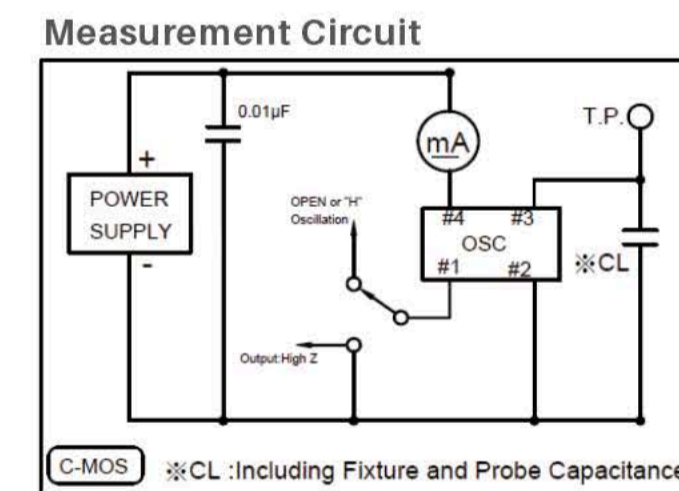 Measurement Circuit
0.01µF
T.P.
+
mA
POWER
SUPPLY
-
OPEN or "H"
Oscillation
#4 #3
OSC
#1 #2
※CL
Output:High Z
C-MOS
※CL :Including Fixture and Probe Capacitance